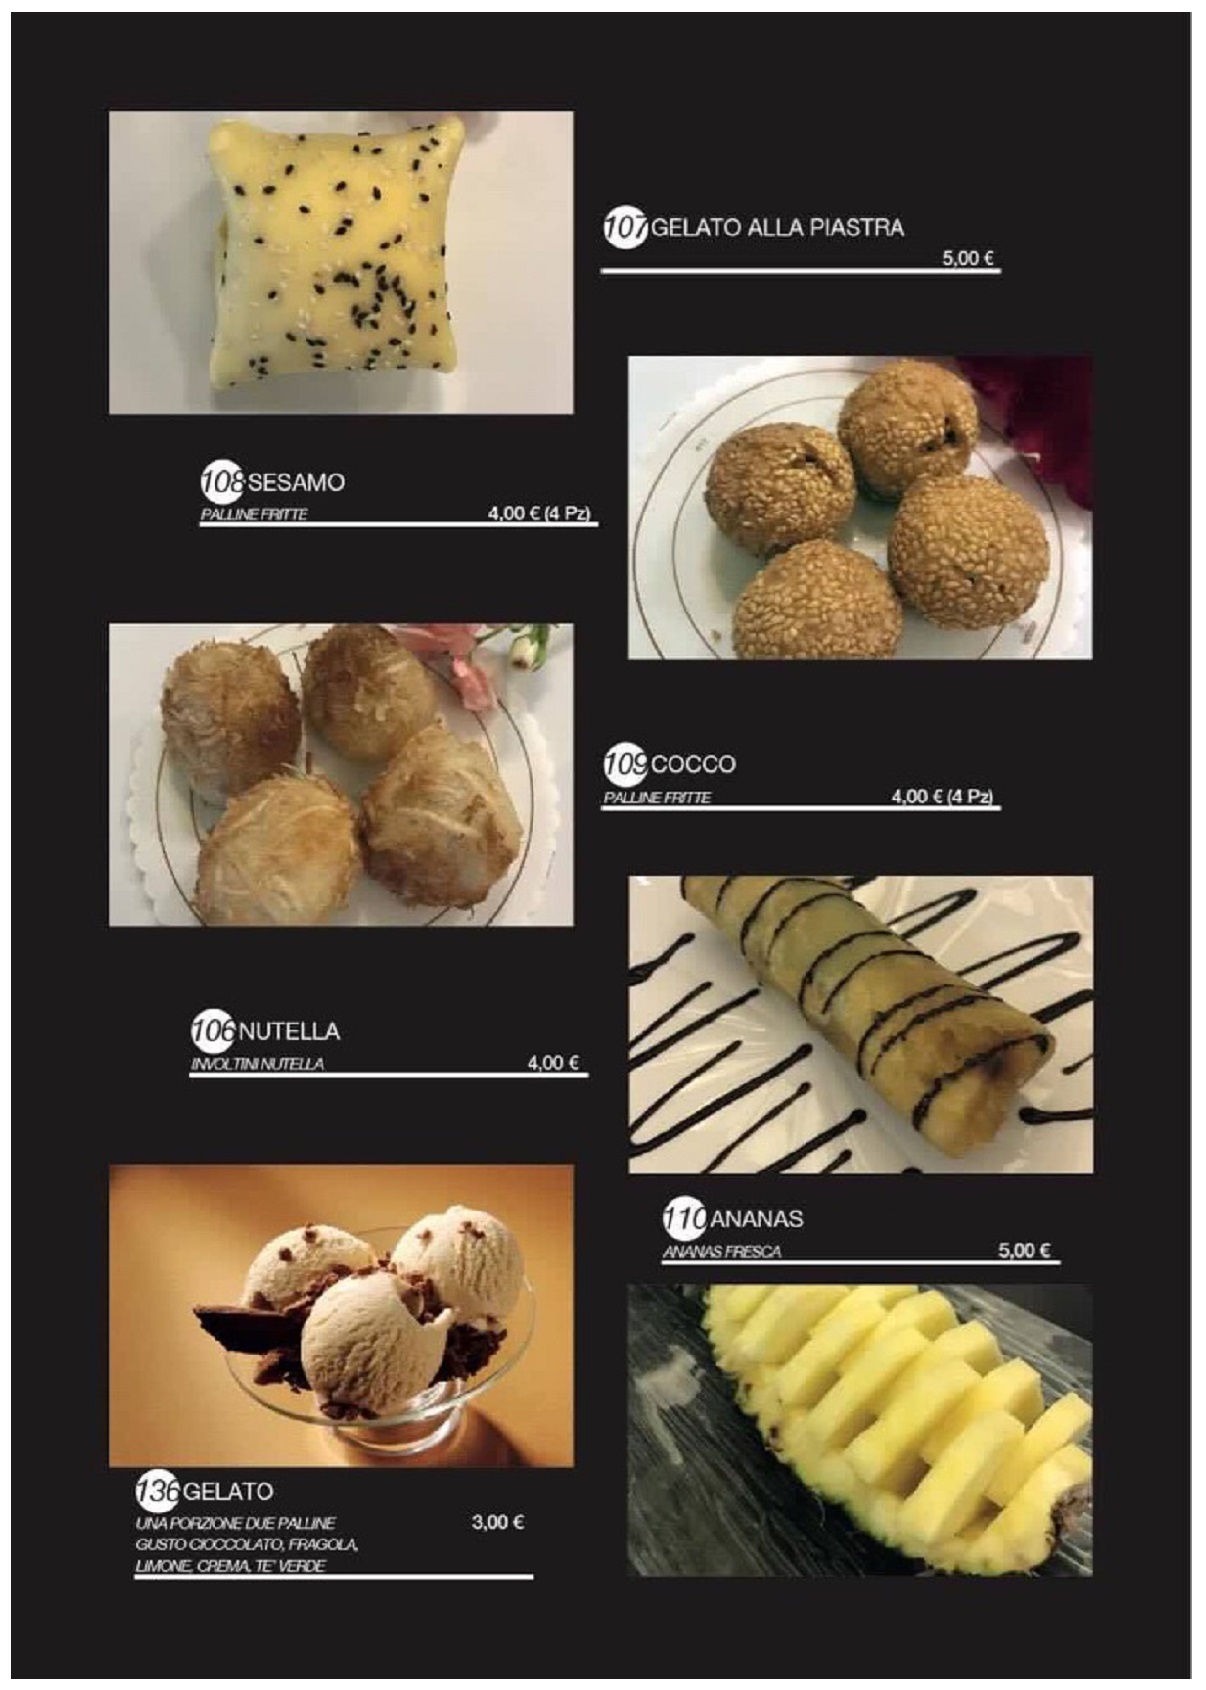 107 GELATO ALLA PIASTRA
5,00 €
108 SESAMO
PALLINE FRITTE 4,00 € (4 Pz)
109 COCCO
PALLINE FRITTE 4,00 € (4 Pz)
106 NUTELLA
INVOLTINI NUTELLA 4,00 €
110 ANANAS
ANANAS FRESCA 5,00 €
136 GELATO
UNA PORZIONE DUE PALLINE 3,00 €
GUSTO CIOCCOLATO, FRAGOLA,
LIMONE, CREMA, TE' VERDE